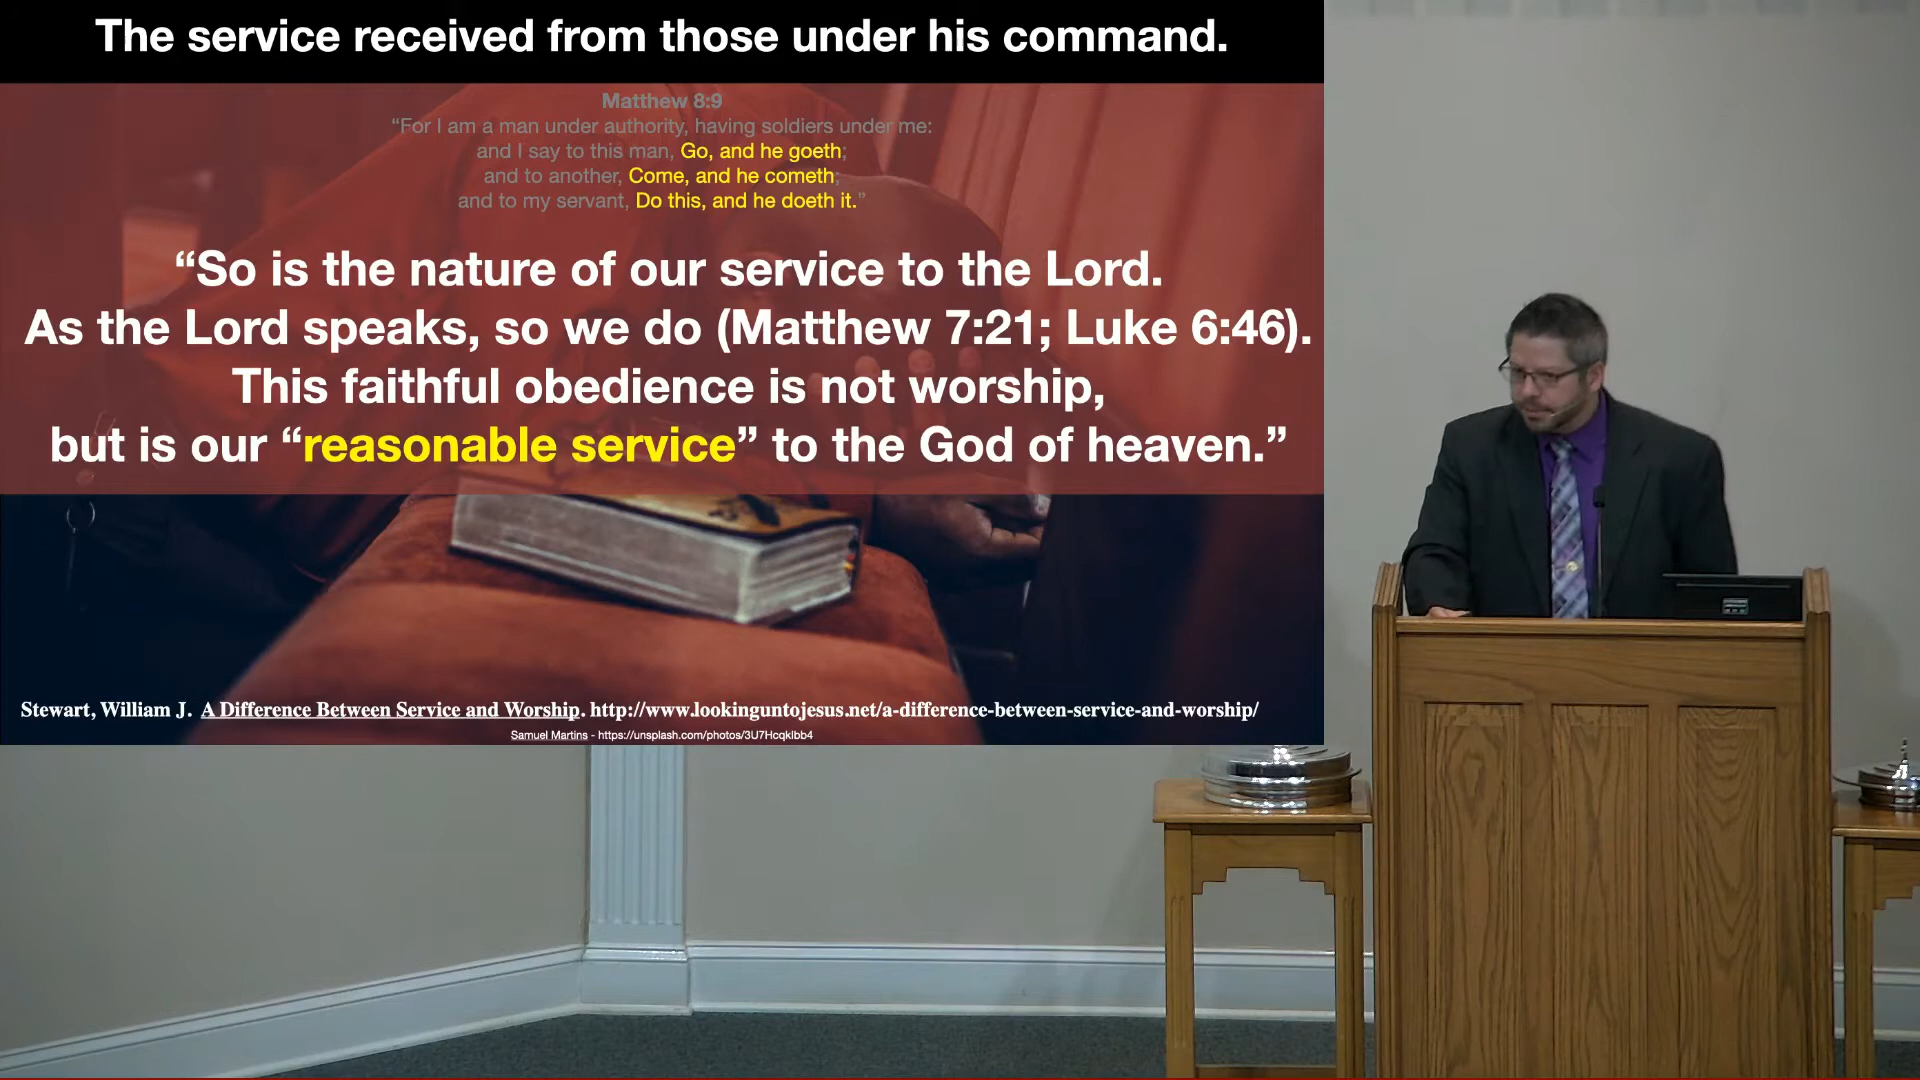 The service received from those under his command.
Matthew 8:9
“For I am a man under authority, having soldiers under me:
and I say to this man, Go, and he goeth;
and to another, Come, and he cometh;
and to my servant, Do this, and he doeth it.”
“So is the nature of our service to the Lord.
As the Lord speaks, so we do (Matthew 7:21; Luke 6:46).
This faithful obedience is not worship,
but is our “reasonable service” to the God of heaven.”
Stewart, William J. A Difference Between Service and Worship. http://www.lookinguntojesus.net/a-difference-between-service-and-worship/
Samuel Martins - https://unsplash.com/photos/3U7HcqkIbb4